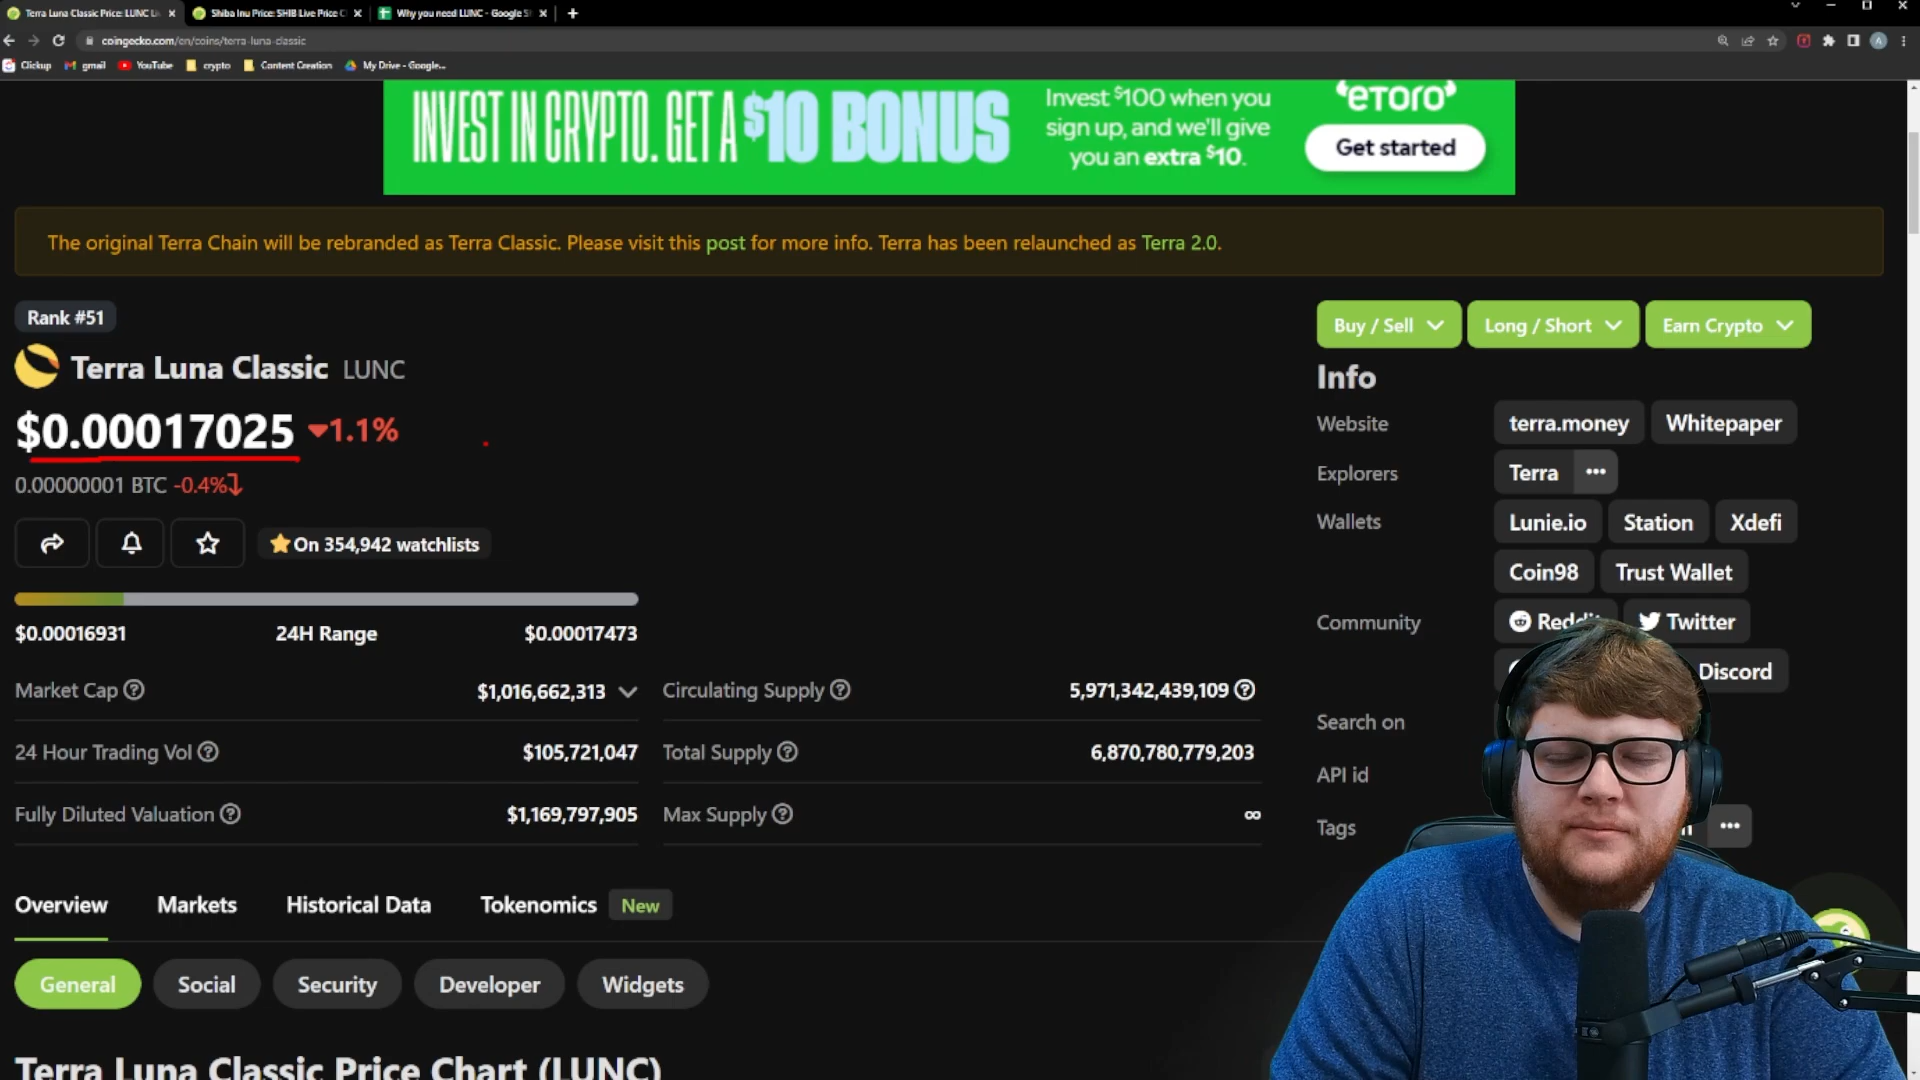 Terra Luna Classic Price: LUNC Li
Shiba Inu Price: SHIB Live Price C
Why you need LUNC - Google S
coingecko.com/en/coins/terra-luna-classic
Clickup
gmail
YouTube
crypto
Content Creation
My Drive - Google...
INVEST IN CRYPTO. GET A $10 BONUS
Invest $100 when you
sign up, and we'll give
you an extra $10.
eToro
Get started
The original Terra Chain will be rebranded as Terra Classic. Please visit this post for more info. Terra has been relaunched as Terra 2.0.
Rank #51
Terra Luna Classic LUNC
$0.00017025 1.1%
0.00000001 BTC -0.4%
On 354,942 watchlists
$0.00016931 24H Range $0.00017473
Market Cap $1,016,662,313
Circulating Supply 5,971,342,439,109
24 Hour Trading Vol $105,721,047
Total Supply 6,870,780,779,203
Fully Diluted Valuation $1,169,797,905
Max Supply ∞
Buy / Sell
Long / Short
Earn Crypto
Info
Website terra.money Whitepaper
Explorers Terra •••
Wallets Lunie.io Station Xdefi
Coin98 Trust Wallet
Community Reddit Twitter
Discord
Search on
API id
Tags •••
Overview Markets Historical Data Tokenomics New
General Social Security Developer Widgets
Terra Luna Classic Price Chart (LUNC)